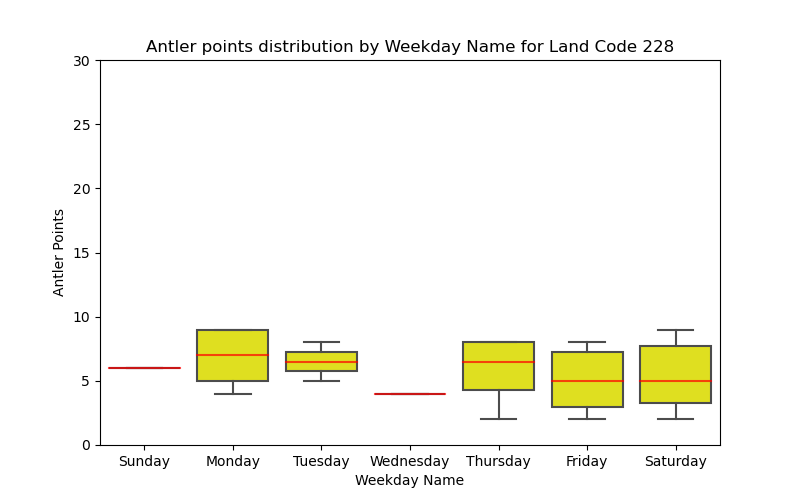 Antler points distribution by Weekday Name for Land Code 228
30
25
20
15
10
5
0
Antler Points
Sunday Monday Tuesday Wednesday Thursday Friday Saturday
Weekday Name